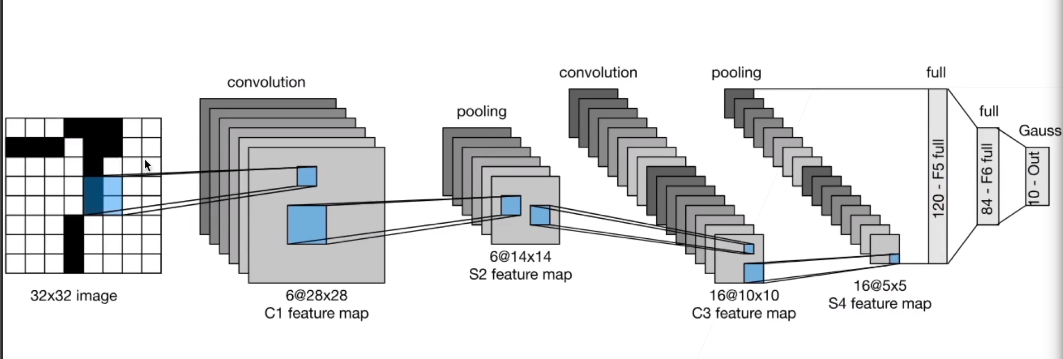 convolution
pooling
convolution
pooling
full
full
Gauss
120 - F5 full
84 - F6 full
10 - Out
32x32 image
6@28x28
C1 feature map
6@14x14
S2 feature map
16@10x10
C3 feature map
16@5x5
S4 feature map